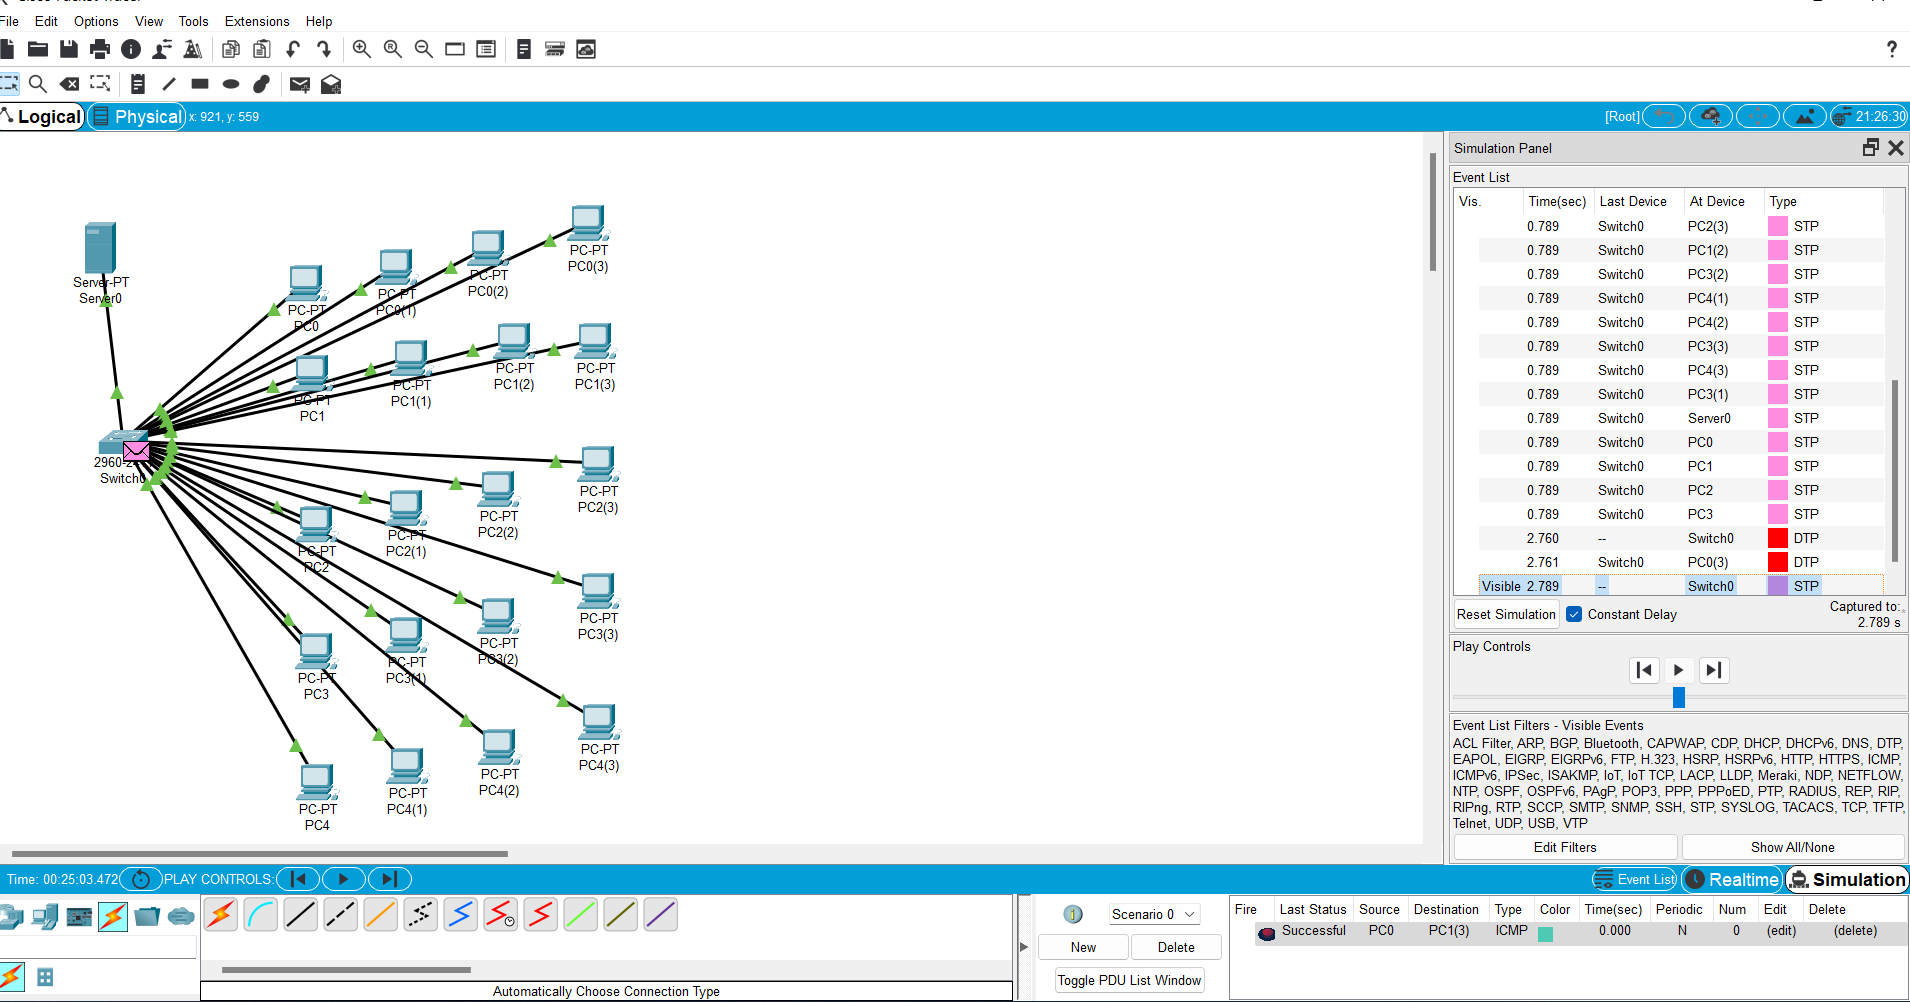 File Edit Options View Tools Extensions Help
?
Logical Physical x: 921, y: 559 [Root] 21:26:30
Simulation Panel
Event List
Vis. Time(sec) Last Device At Device Type
0.789 Switch0 PC2(3) STP
0.789 Switch0 PC1(2) STP
0.789 Switch0 PC3(2) STP
0.789 Switch0 PC4(1) STP
0.789 Switch0 PC4(2) STP
0.789 Switch0 PC3(3) STP
0.789 Switch0 PC4(3) STP
0.789 Switch0 PC3(1) STP
0.789 Switch0 Server0 STP
0.789 Switch0 PC0 STP
0.789 Switch0 PC1 STP
0.789 Switch0 PC2 STP
0.789 Switch0 PC3 STP
2.760 -- Switch0 DTP
2.761 Switch0 PC0(3) DTP
Visible 2.789 -- Switch0 STP
Reset Simulation Constant Delay Captured to:
2.789 s
Play Controls
Event List Filters - Visible Events
ACL Filter, ARP, BGP, Bluetooth, CAPWAP, CDP, DHCP, DHCPv6, DNS, DTP,
EAPOL, EIGRP, EIGRPv6, FTP, H.323, HSRP, HSRPv6, HTTP, HTTPS, ICMP,
ICMPv6, IPSec, ISAKMP, IoT, IoT TCP, LACP, LLDP, Meraki, NDP, NETFLOW,
NTP, OSPF, OSPFv6, PAgP, POP3, PPP, PPPoED, PTP, RADIUS, REP, RIP,
RIPng, RTP, SCCP, SMTP, SNMP, SSH, STP, SYSLOG, TACACS, TCP, TFTP,
Telnet, UDP, USB, VTP
Edit Filters Show All/None
Server-PT
Server0
PC-PT
PC0
PC-PT
PC0(1)
PC-PT
PC0(2)
PC-PT
PC0(3)
PC-PT
PC1
PC-PT
PC1(1)
PC-PT
PC1(2)
PC-PT
PC1(3)
Switch0
PC-PT
PC2
PC-PT
PC2(1)
PC-PT
PC2(2)
PC-PT
PC2(3)
PC-PT
PC3
PC-PT
PC3(1)
PC-PT
PC3(2)
PC-PT
PC3(3)
PC-PT
PC4
PC-PT
PC4(1)
PC-PT
PC4(2)
PC-PT
PC4(3)
Time: 00:25:03.472 PLAY CONTROLS: Event List Realtime Simulation
Automatically Choose Connection Type
Scenario 0
New Delete
Toggle PDU List Window
Fire Last Status Source Destination Type Color Time(sec) Periodic Num Edit Delete
Successful PC0 PC1(3) ICMP 0.000 N 0 (edit) (delete)